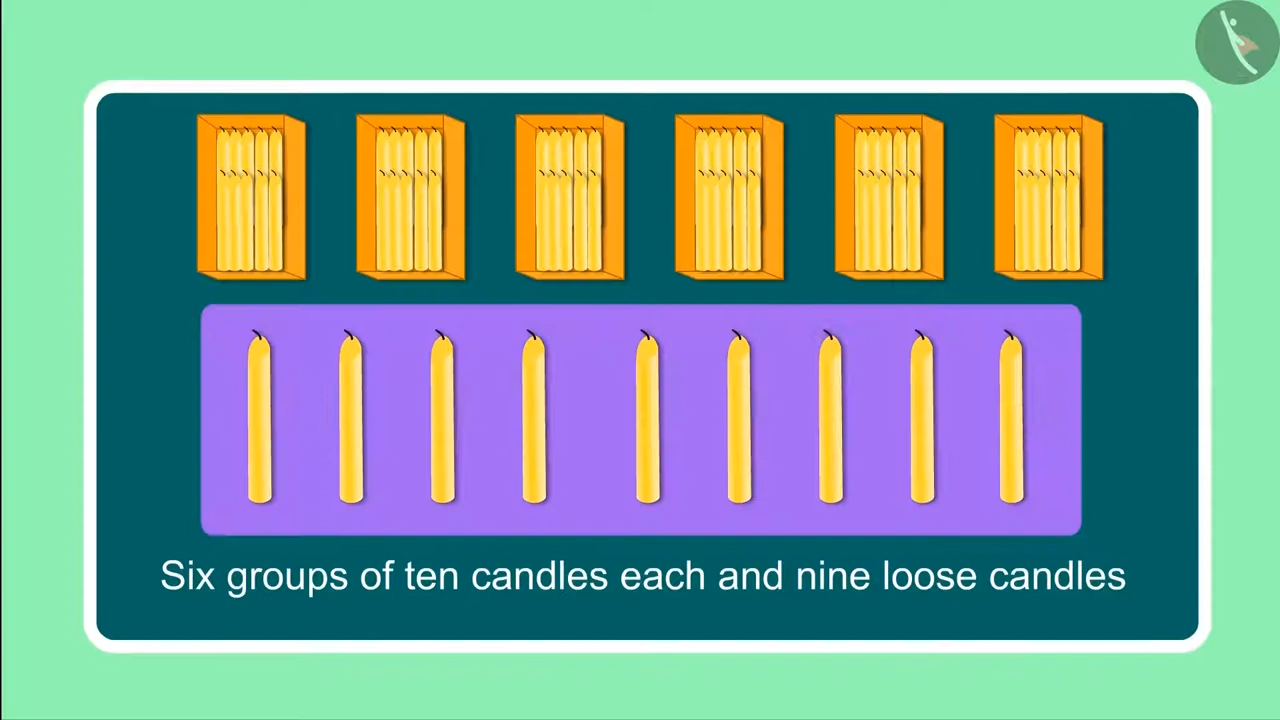 Six groups of ten candles each and nine loose candles